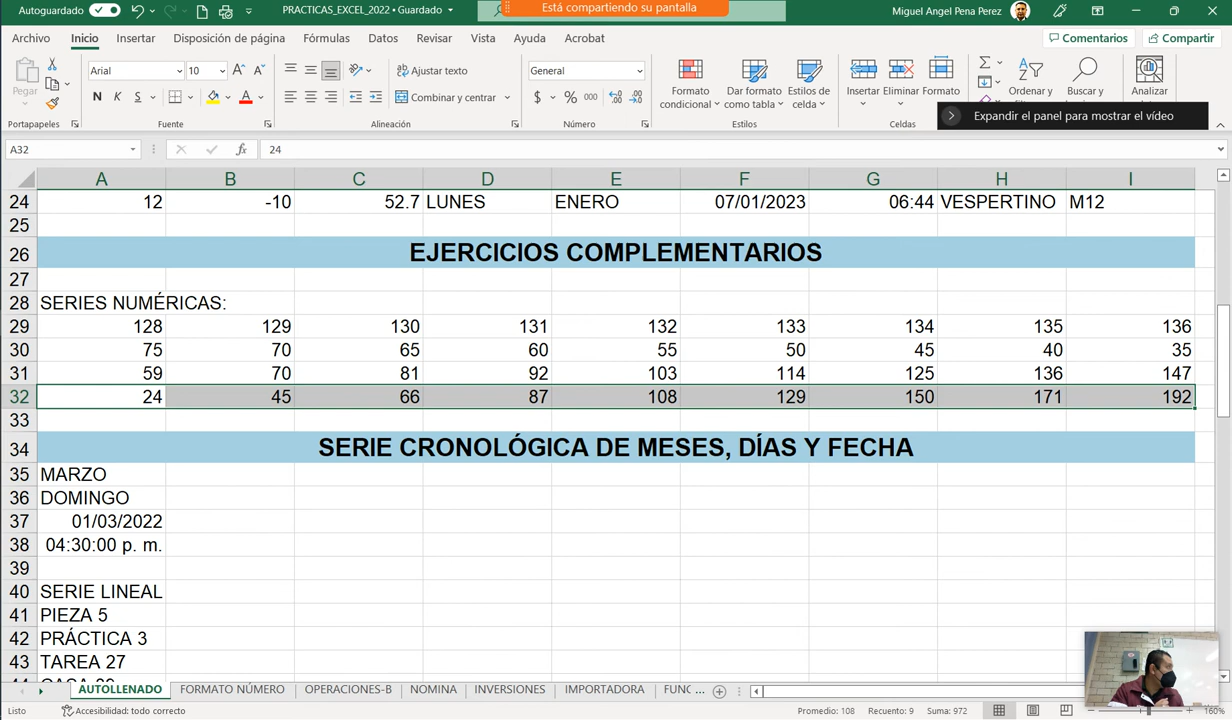 Autoguardado PRACTICAS_EXCEL_2022 • Guardado Está compartiendo su pantalla Miguel Angel Pena Perez
Archivo Inicio Insertar Disposición de página Fórmulas Datos Revisar Vista Ayuda Acrobat Comentarios Compartir
Pegar Arial 10 Ajustar texto General
N K S Combinar y centrar $ % 000
Formato condicional Dar formato como tabla Estilos de celda Insertar Eliminar Formato Ordenar y Buscar y Analizar
Portapapeles Fuente Alineación Número Estilos Celdas
Expandir el panel para mostrar el vídeo
A32 fx 24
A B C D E F G H I
24 12 -10 52.7 LUNES ENERO 07/01/2023 06:44 VESPERTINO M12
25
26 EJERCICIOS COMPLEMENTARIOS
27
28 SERIES NUMÉRICAS:
29 128 129 130 131 132 133 134 135 136
30 75 70 65 60 55 50 45 40 35
31 59 70 81 92 103 114 125 136 147
32 24 45 66 87 108 129 150 171 192
33
34 SERIE CRONOLÓGICA DE MESES, DÍAS Y FECHA
35 MARZO
36 DOMINGO
37 01/03/2022
38 04:30:00 p. m.
39
40 SERIE LINEAL
41 PIEZA 5
42 PRÁCTICA 3
43 TAREA 27
AUTOLLENADO FORMATO NÚMERO OPERACIONES-B NOMINA INVERSIONES IMPORTADORA FUNC ...
Listo Accesibilidad: todo correcto Promedio: 108 Recuento: 9 Suma: 972 160%